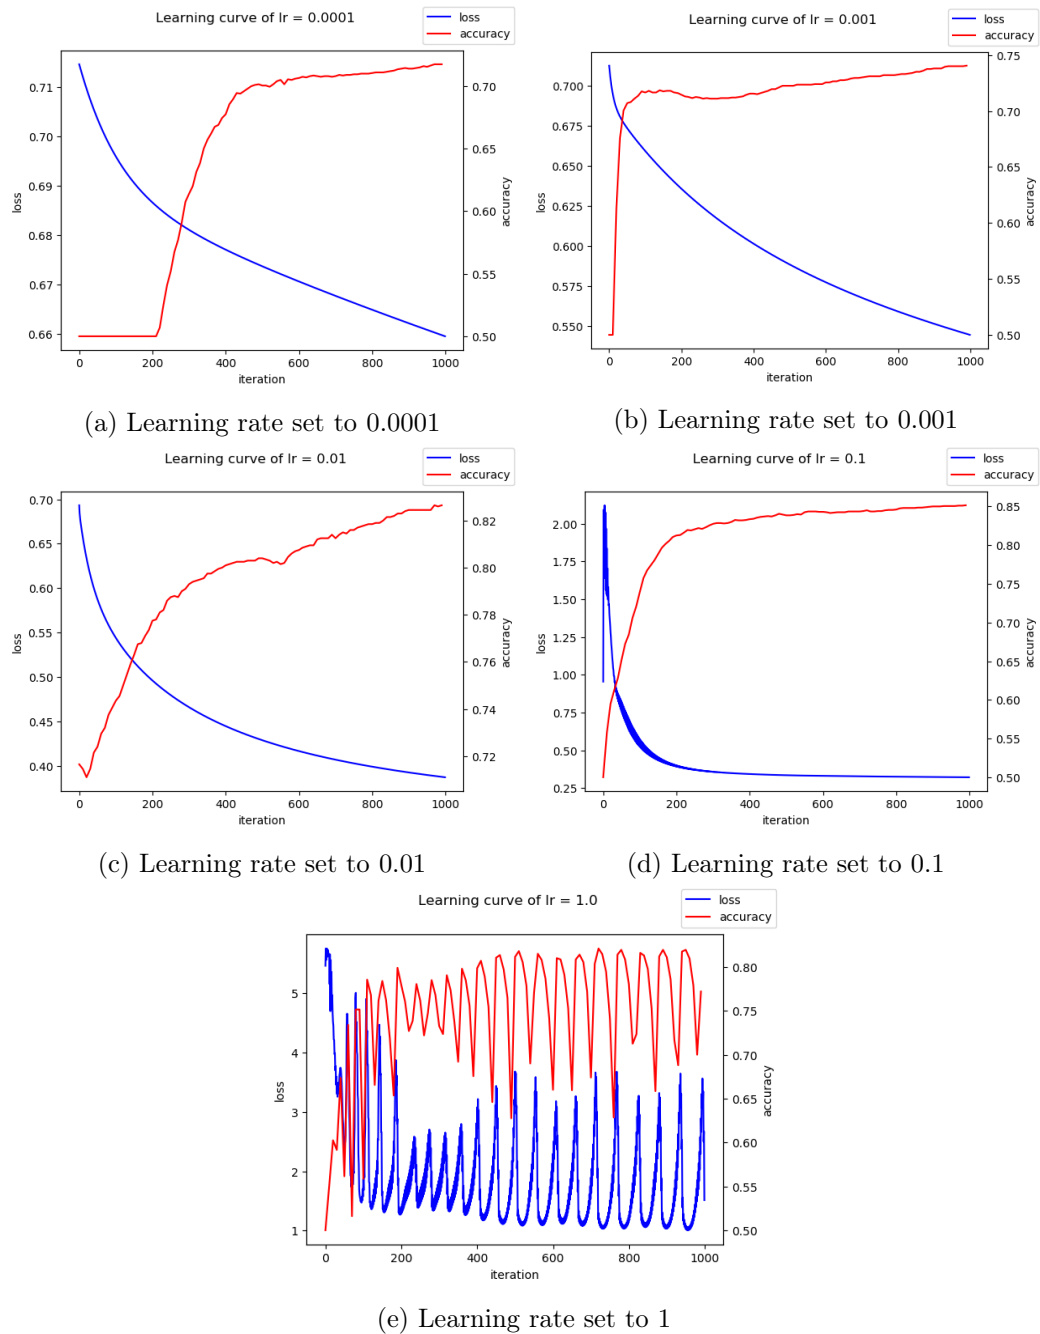 Learning curve of lr = 0.0001
loss
accuracy
0.71
0.70
0.69
0.68
0.67
0.66
loss
0.70
0.65
0.60
0.55
0.50
accuracy
0 200 400 600 800 1000
iteration
(a) Learning rate set to 0.0001
Learning curve of lr = 0.001
loss
accuracy
0.700
0.675
0.650
0.625
0.600
0.575
0.550
loss
0.75
0.70
0.65
0.60
0.55
0.50
accuracy
0 200 400 600 800 1000
iteration
(b) Learning rate set to 0.001
Learning curve of lr = 0.01
loss
accuracy
0.70
0.65
0.60
0.55
0.50
0.45
0.40
loss
0.82
0.80
0.78
0.76
0.74
0.72
accuracy
0 200 400 600 800 1000
iteration
(c) Learning rate set to 0.01
Learning curve of lr = 0.1
loss
accuracy
2.00
1.75
1.50
1.25
1.00
0.75
0.50
0.25
loss
0.85
0.80
0.75
0.70
0.65
0.60
0.55
0.50
accuracy
0 200 400 600 800 1000
iteration
(d) Learning rate set to 0.1
Learning curve of lr = 1.0
loss
accuracy
5
4
3
2
1
loss
0.80
0.75
0.70
0.65
0.60
0.55
0.50
accuracy
0 200 400 600 800 1000
iteration
(e) Learning rate set to 1